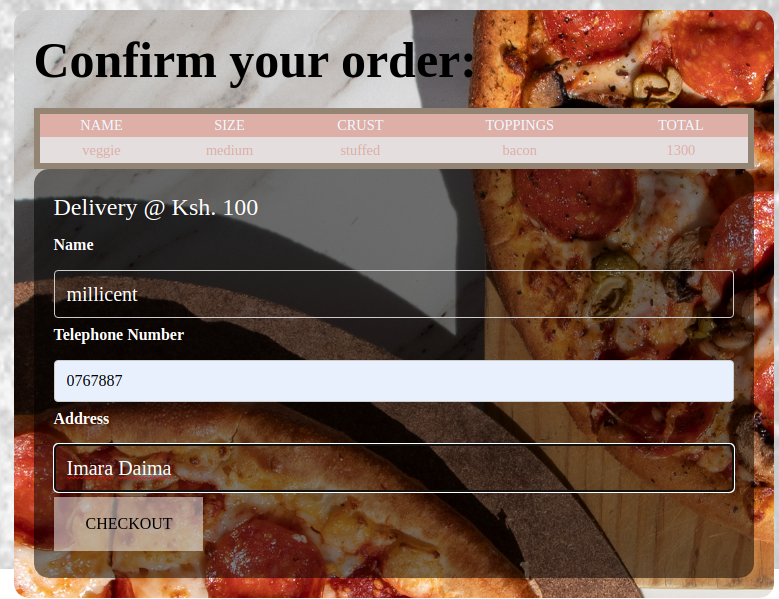 Confirm your order:
NAME SIZE CRUST TOPPINGS TOTAL
veggie medium stuffed bacon 1300
Delivery @ Ksh. 100
Name
millicent
Telephone Number
0767887
Address
Imara Daima
CHECKOUT